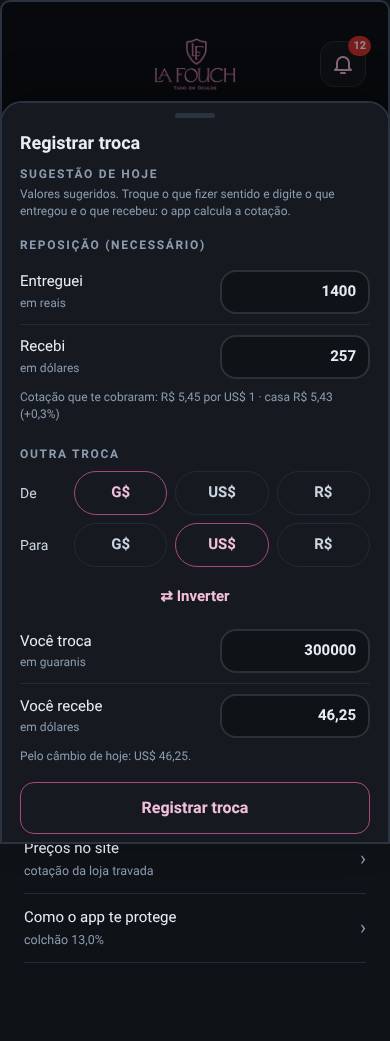 LF
LA FOUCH
TUDO EM ÓCULOS
12
Registrar troca
SUGESTÃO DE HOJE
Valores sugeridos. Troque o que fizer sentido e digite o que
entregou e o que recebeu: o app calcula a cotação.
REPOSIÇÃO (NECESSÁRIO)
Entreguei
em reais
1400
Recebi
em dólares
257
Cotação que te cobraram: R$ 5,45 por US$ 1 · casa R$ 5,43
(+0,3%)
OUTRA TROCA
De G$ US$ R$
Para G$ US$ R$
⇄ Inverter
Você troca
em guaranis
300000
Você recebe
em dólares
46,25
Pelo câmbio de hoje: US$ 46,25.
Registrar troca
Preços no site
cotação da loja travada
›
Como o app te protege
colchão 13,0%
›